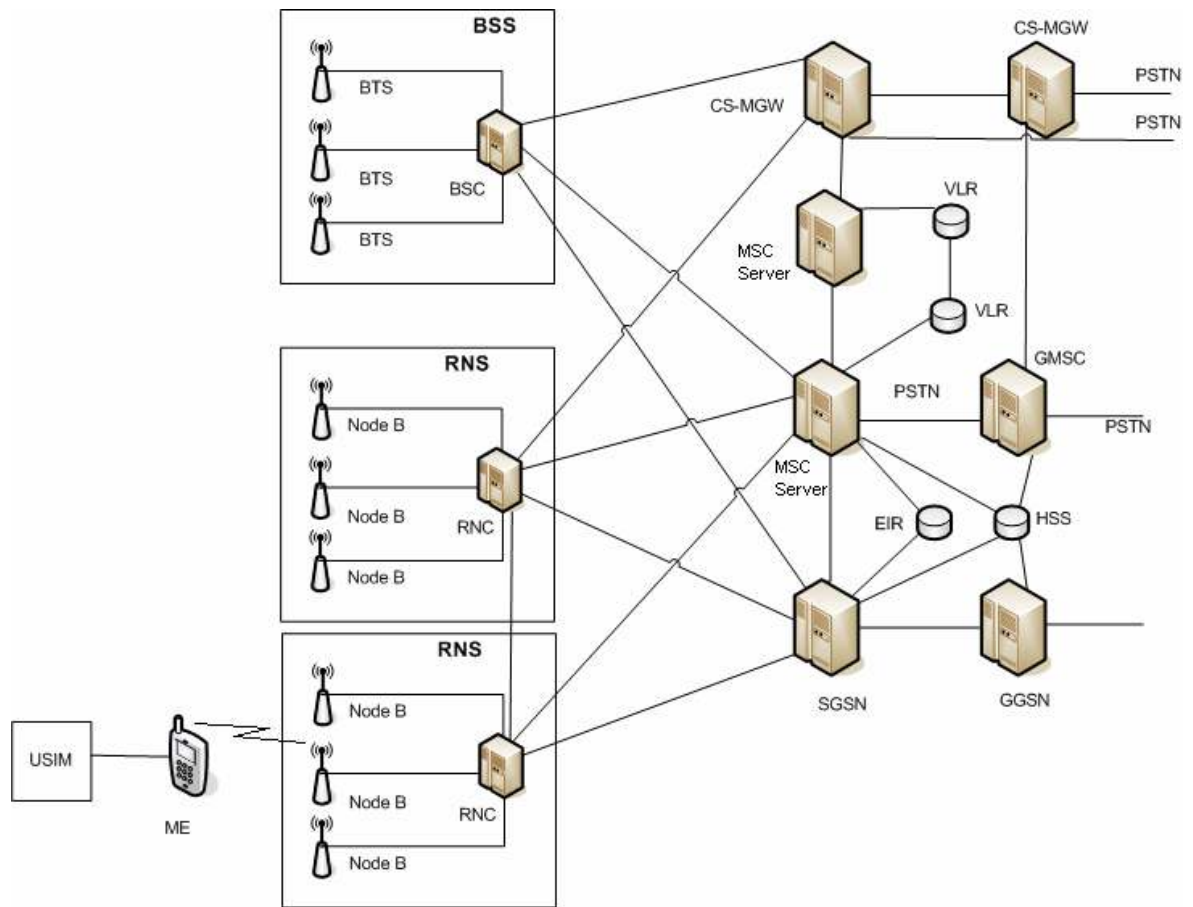 BSS
BTS
BTS
BTS
BSC
CS-MGW
CS-MGW
PSTN
PSTN
VLR
MSC
Server
VLR
RNS
Node B
Node B
Node B
RNC
GMSC
PSTN
PSTN
MSC
Server
EIR
HSS
RNS
Node B
Node B
Node B
RNC
SGSN
GGSN
USIM
ME